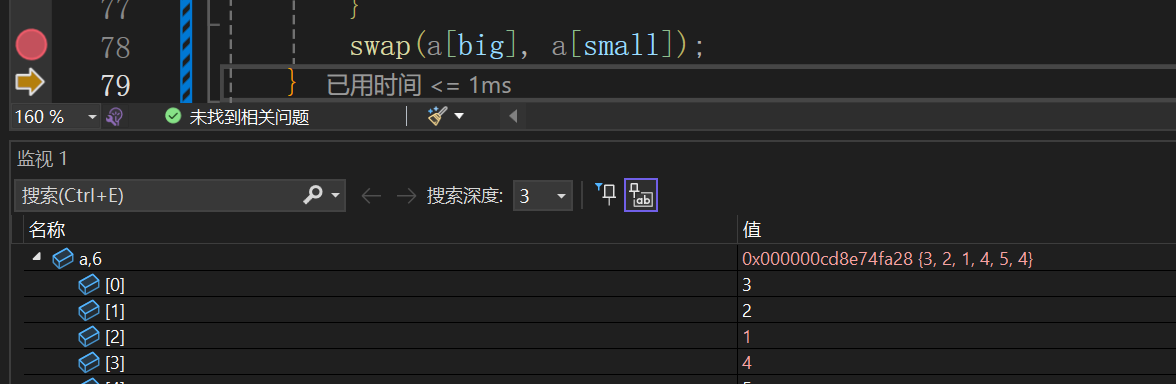 77 }
78 swap(a[big], a[small]);
79 } 已用时间 <= 1ms
160 % 未找到相关问题
监视 1
搜索(Ctrl+E) 搜索深度: 3
名称 值
a,6 0x000000cd8e74fa28 {3, 2, 1, 4, 5, 4}
[0] 3
[1] 2
[2] 1
[3] 4